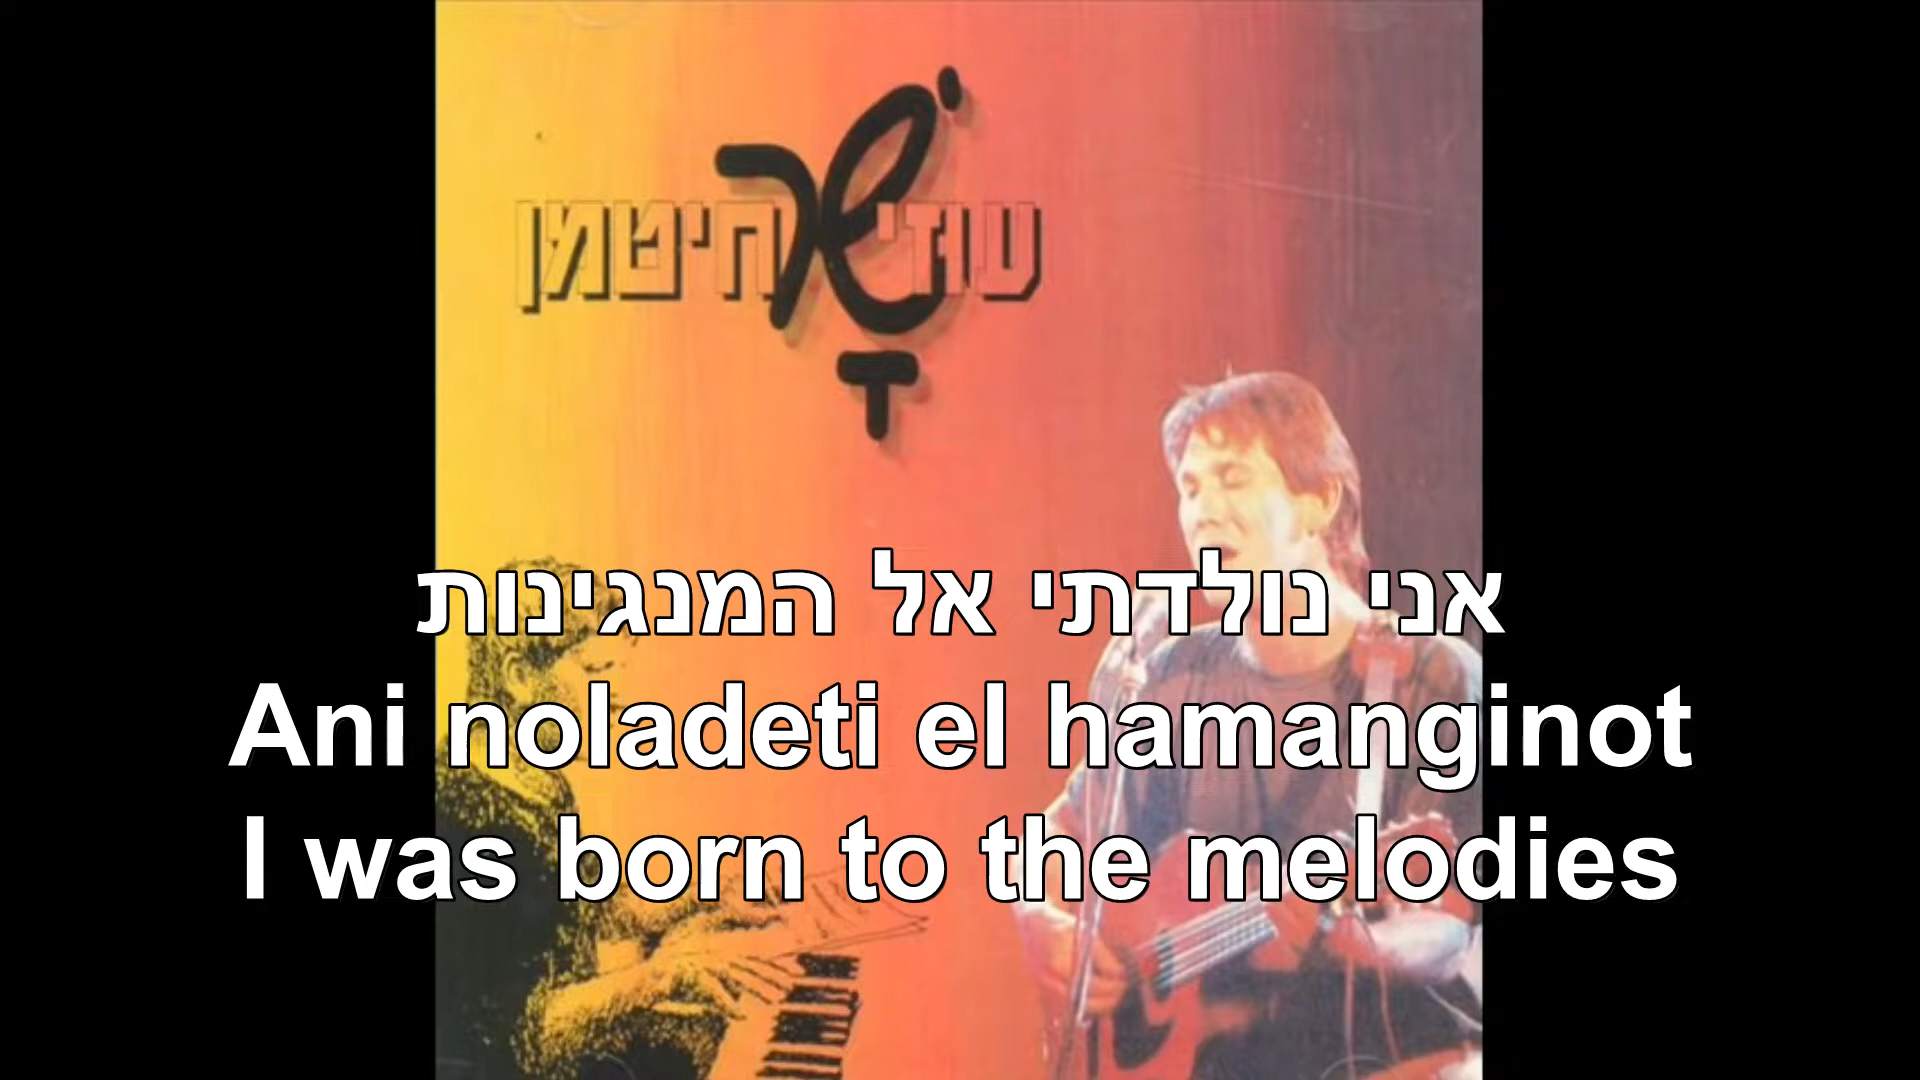 עוזי חיטמן
שר
אני נולדתי אל המנגינות
Ani noladeti el hamanginot
I was born to the melodies